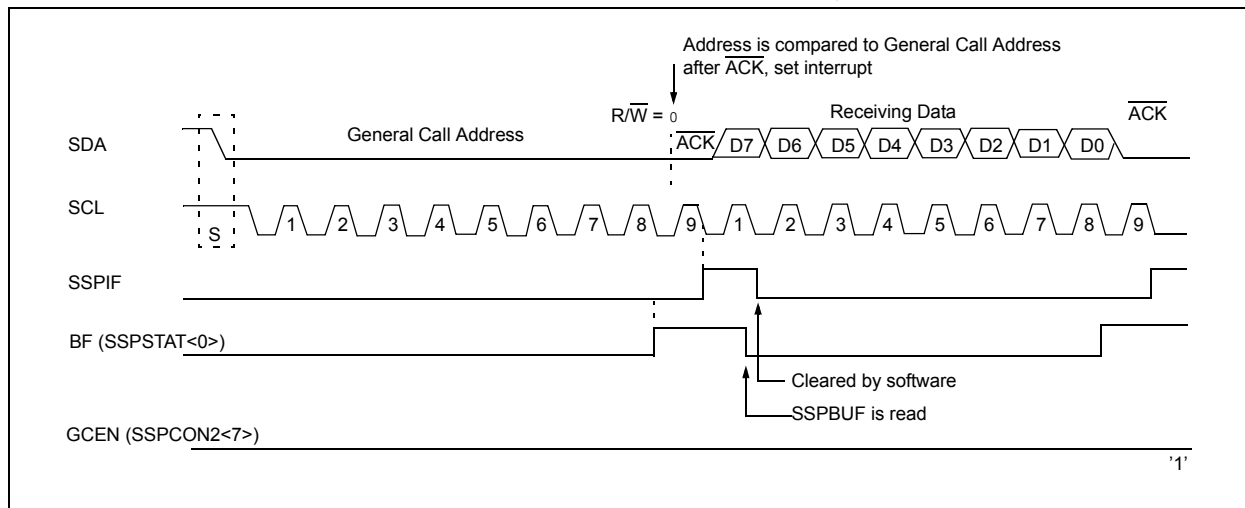 Address is compared to General Call Address
after ACK, set interrupt
R/W = 0
Receiving Data
ACK
SDA
General Call Address
ACK
D7 D6 D5 D4 D3 D2 D1 D0
SCL
S
1 2 3 4 5 6 7 8 9 1 2 3 4 5 6 7 8 9
SSPIF
BF (SSPSTAT<0>)
Cleared by software
SSPBUF is read
GCEN (SSPCON2<7>)
'1'